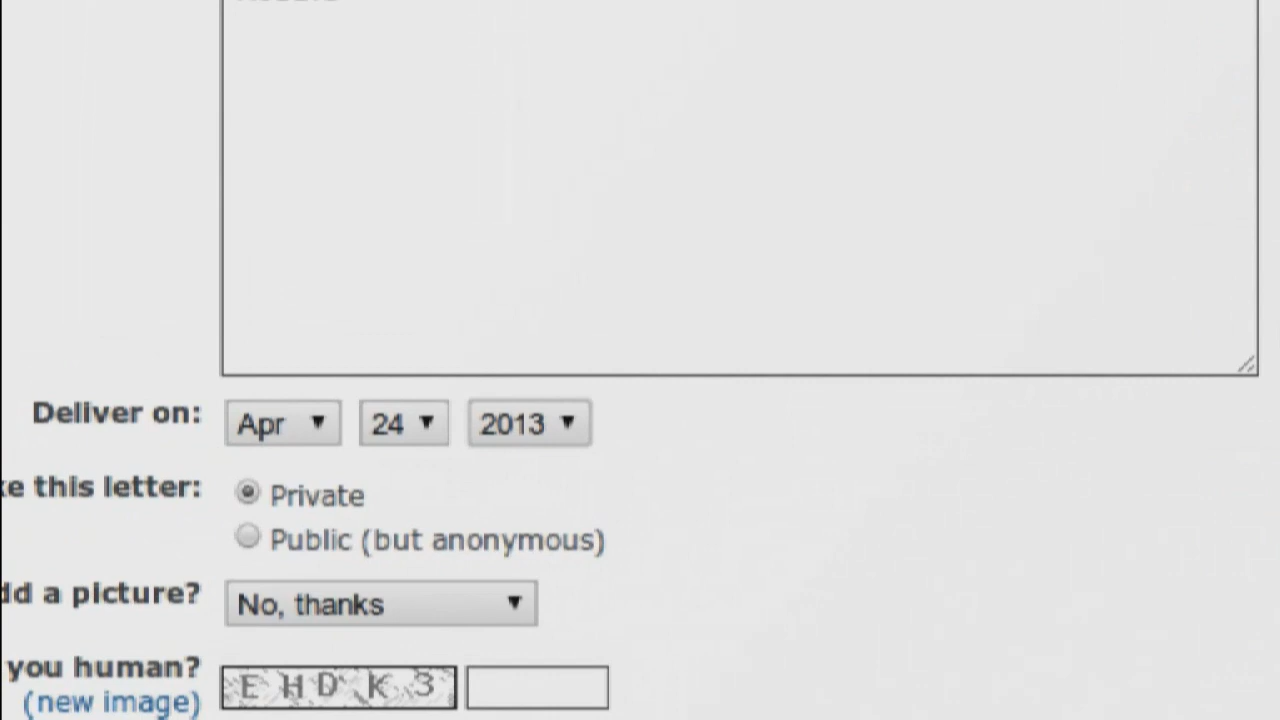 Deliver on: Apr 24 2013
ke this letter: Private
Public (but anonymous)
dd a picture? No, thanks
you human? EHDK3
(new image)